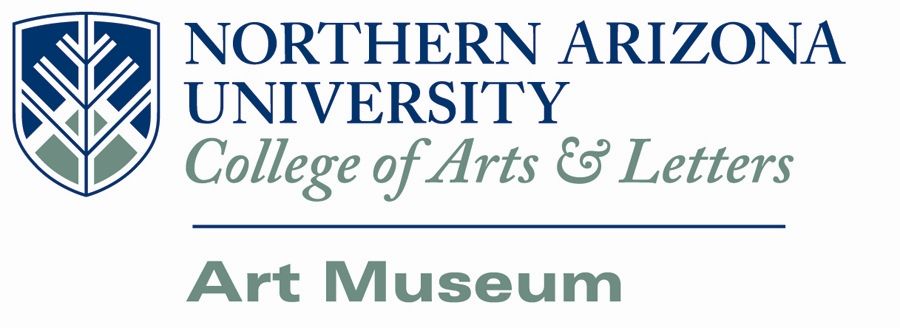 NORTHERN ARIZONA
UNIVERSITY
College of Arts & Letters
Art Museum